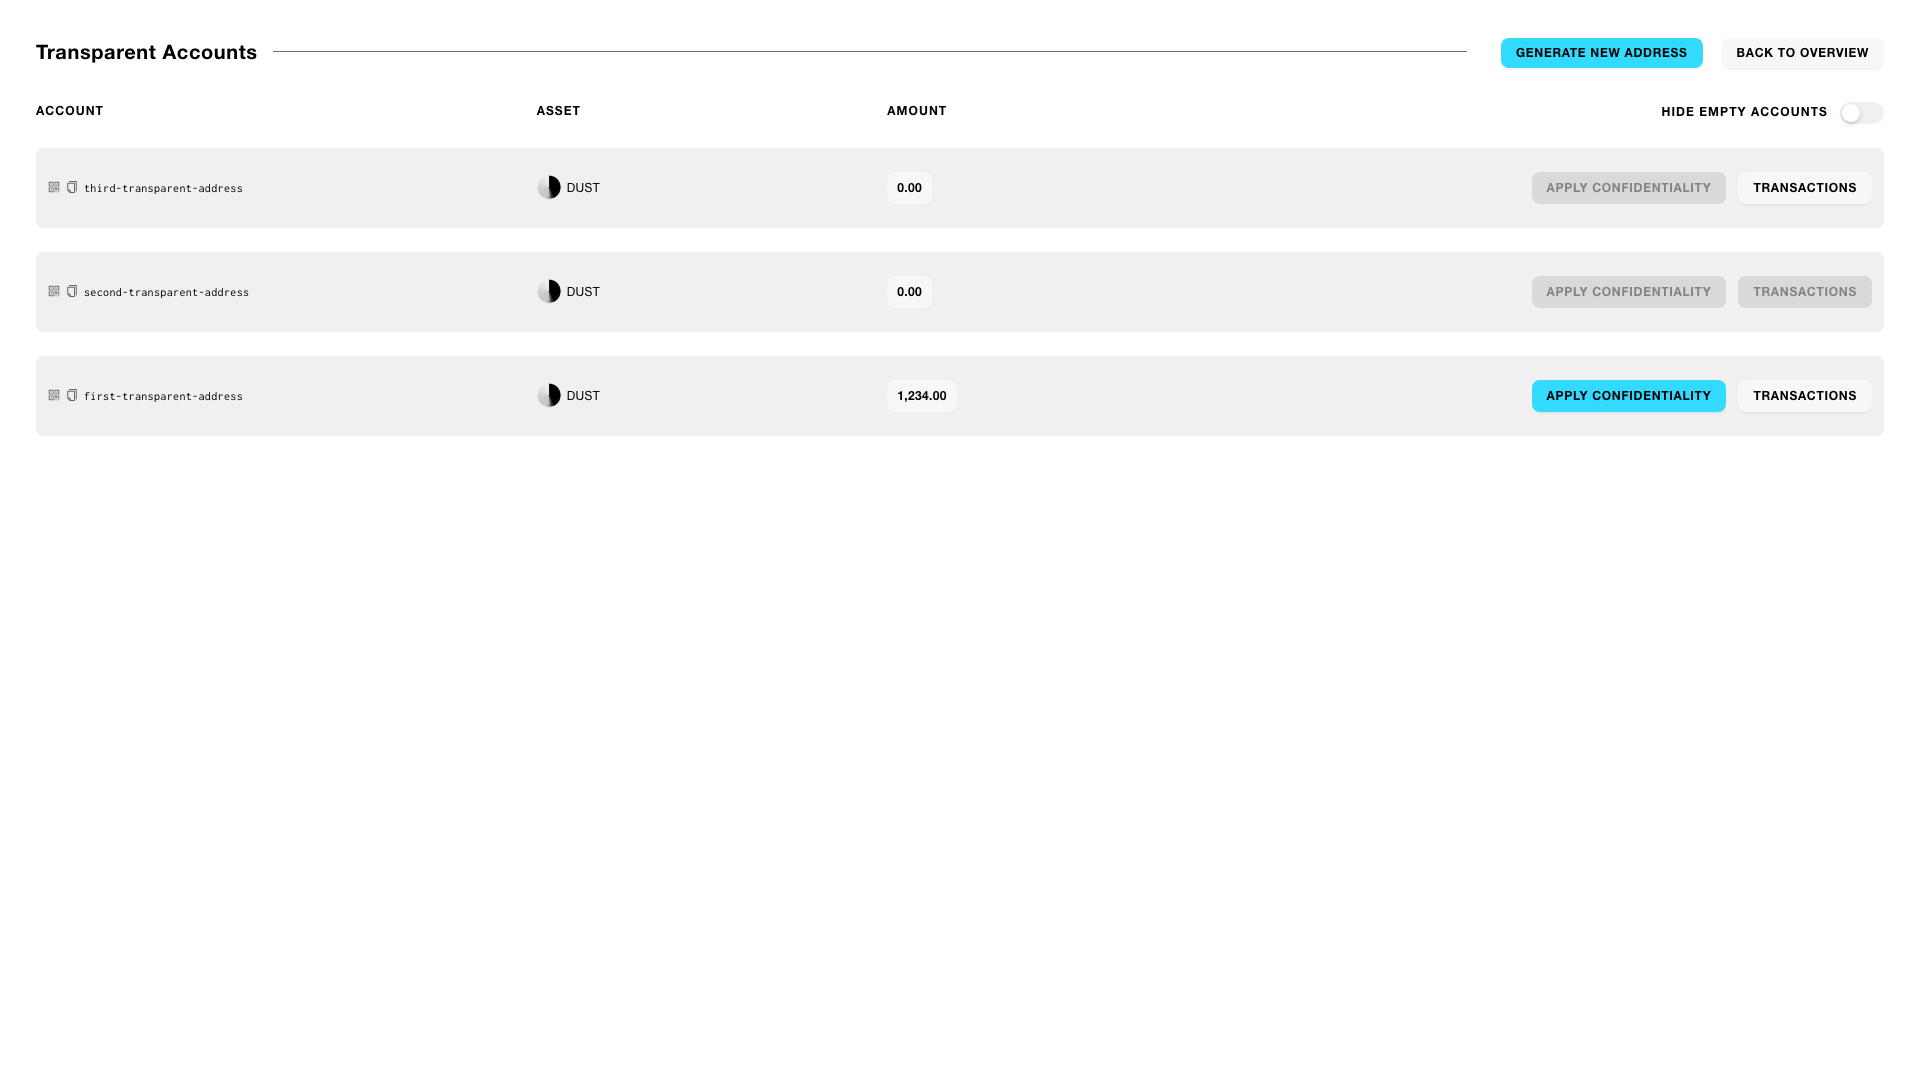 Transparent Accounts
GENERATE NEW ADDRESS
BACK TO OVERVIEW
ACCOUNT ASSET AMOUNT HIDE EMPTY ACCOUNTS
third-transparent-address DUST 0.00 APPLY CONFIDENTIALITY TRANSACTIONS
second-transparent-address DUST 0.00 APPLY CONFIDENTIALITY TRANSACTIONS
first-transparent-address DUST 1,234.00 APPLY CONFIDENTIALITY TRANSACTIONS